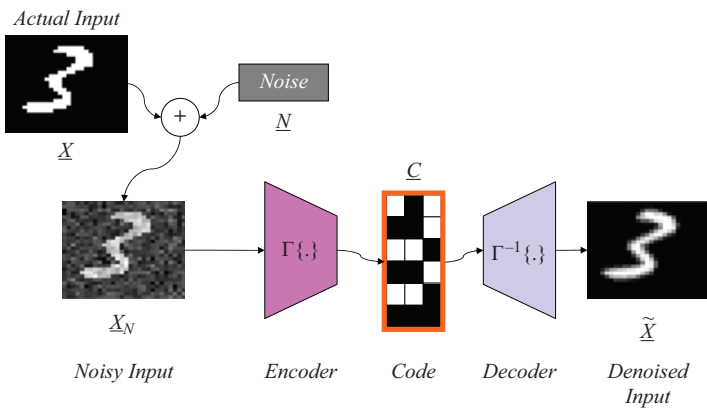 Actual Input
Noise
+
N
X
C
Γ{.}
Γ⁻¹{.}
X_N
X̃
Noisy Input
Encoder
Code
Decoder
Denoised
Input